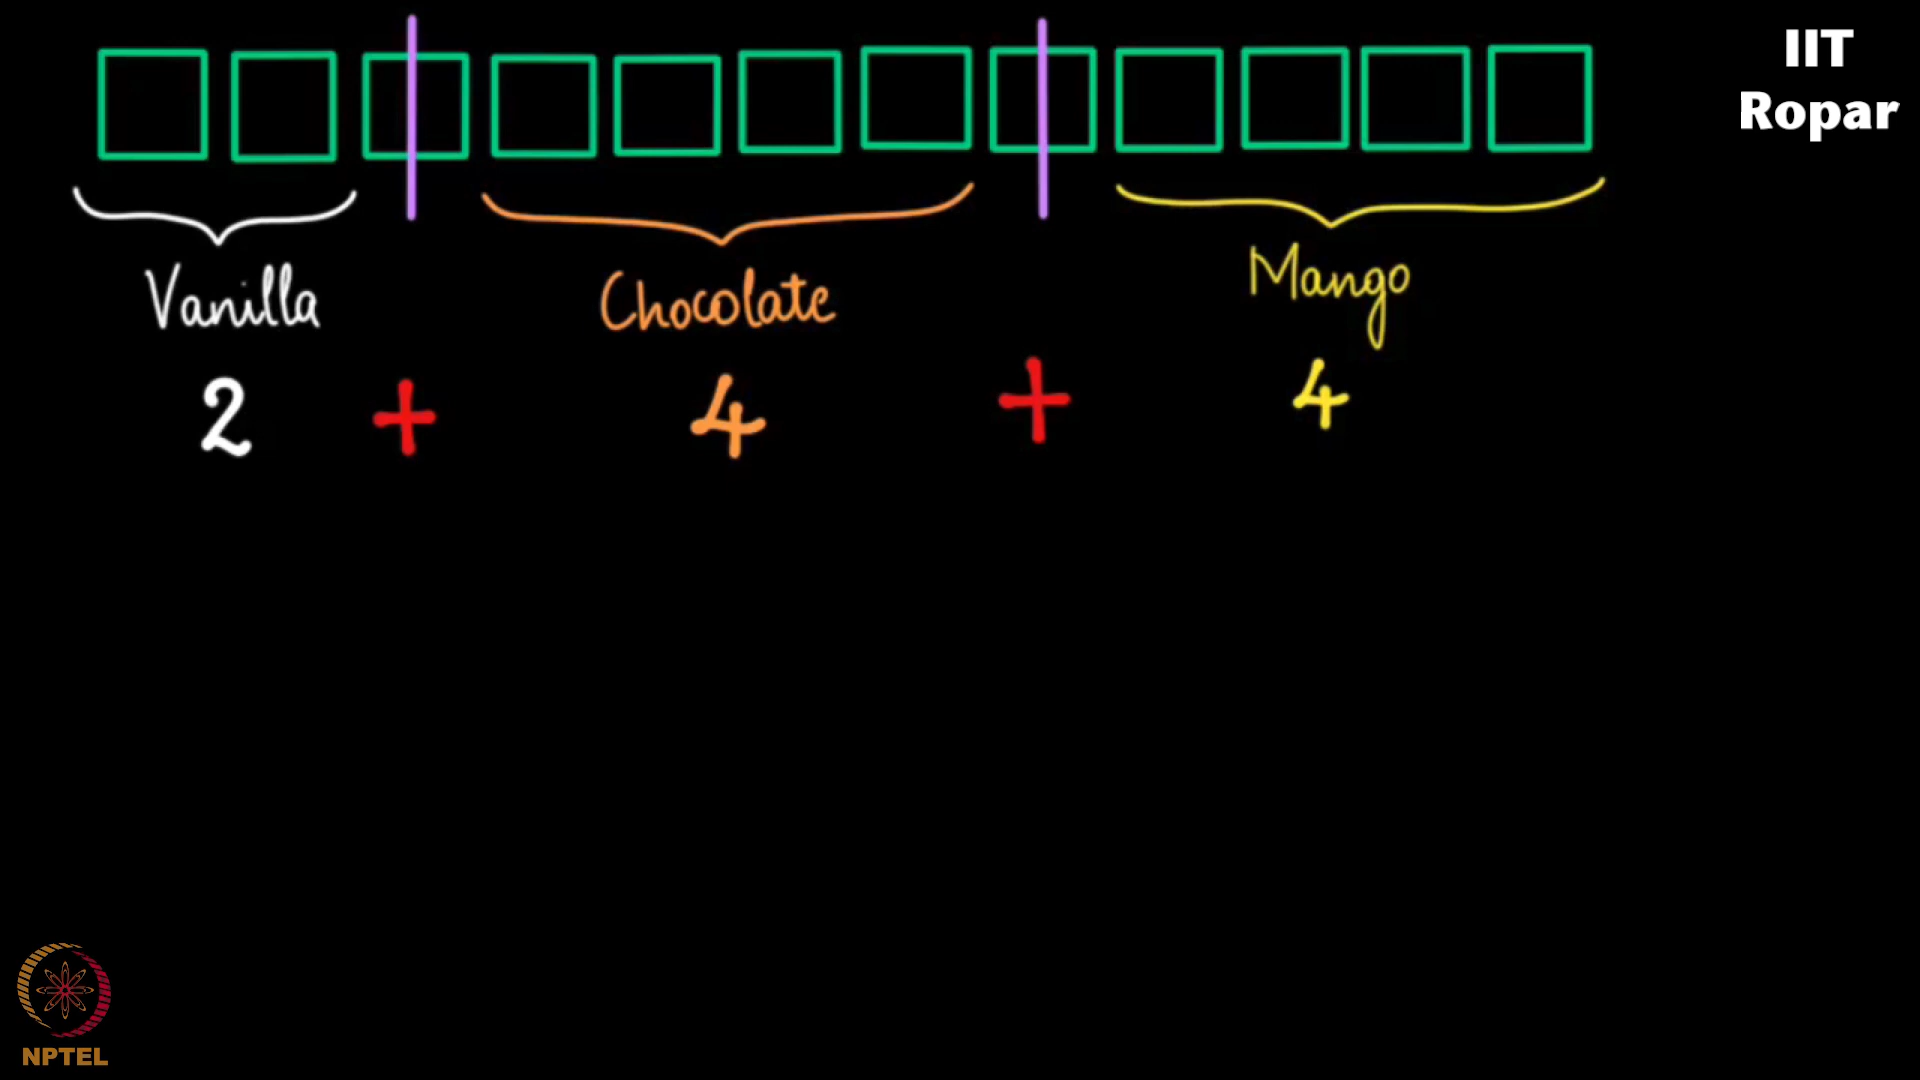 IIT
Ropar
Vanilla Chocolate Mango
2 + 4 + 4
NPTEL